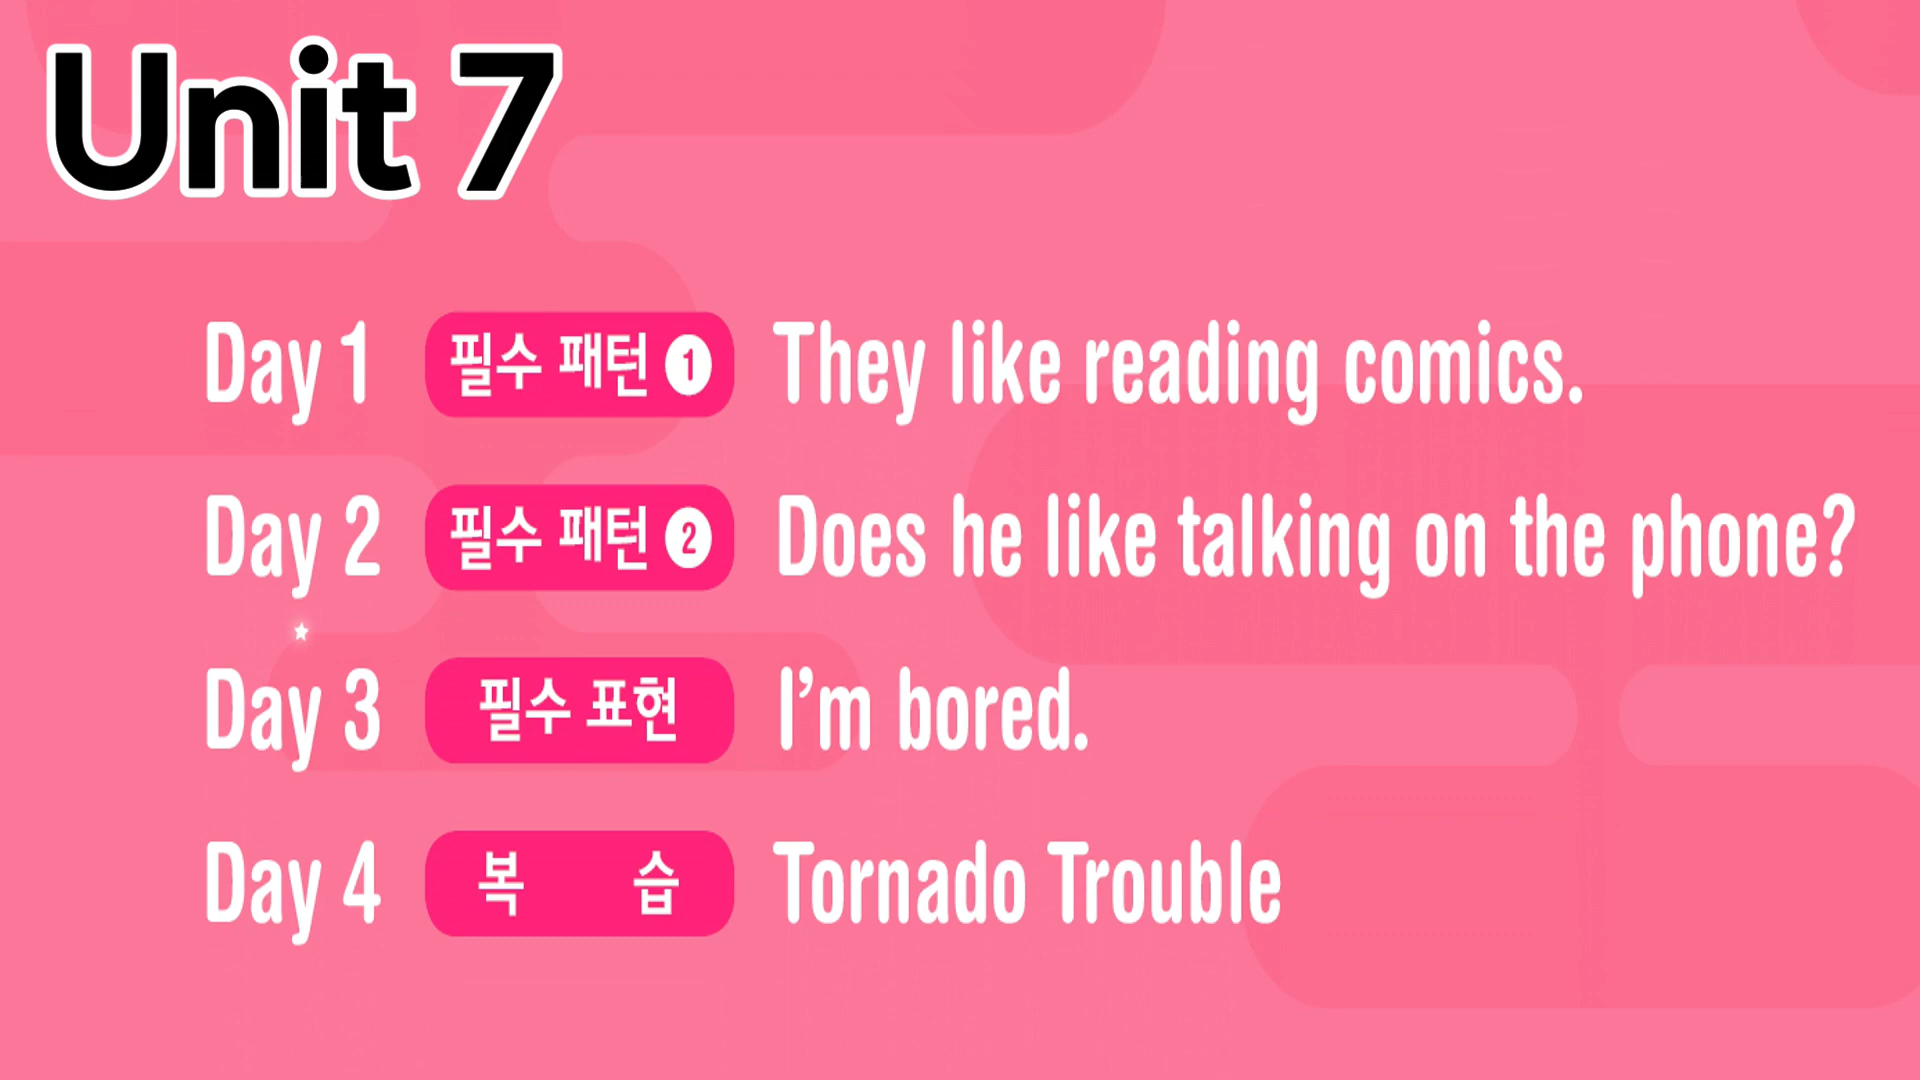 Unit 7
Day 1 필수 패턴 ❶ They like reading comics.
Day 2 필수 패턴 ❷ Does he like talking on the phone?
Day 3 필수 표현 I’m bored.
Day 4 복 습 Tornado Trouble